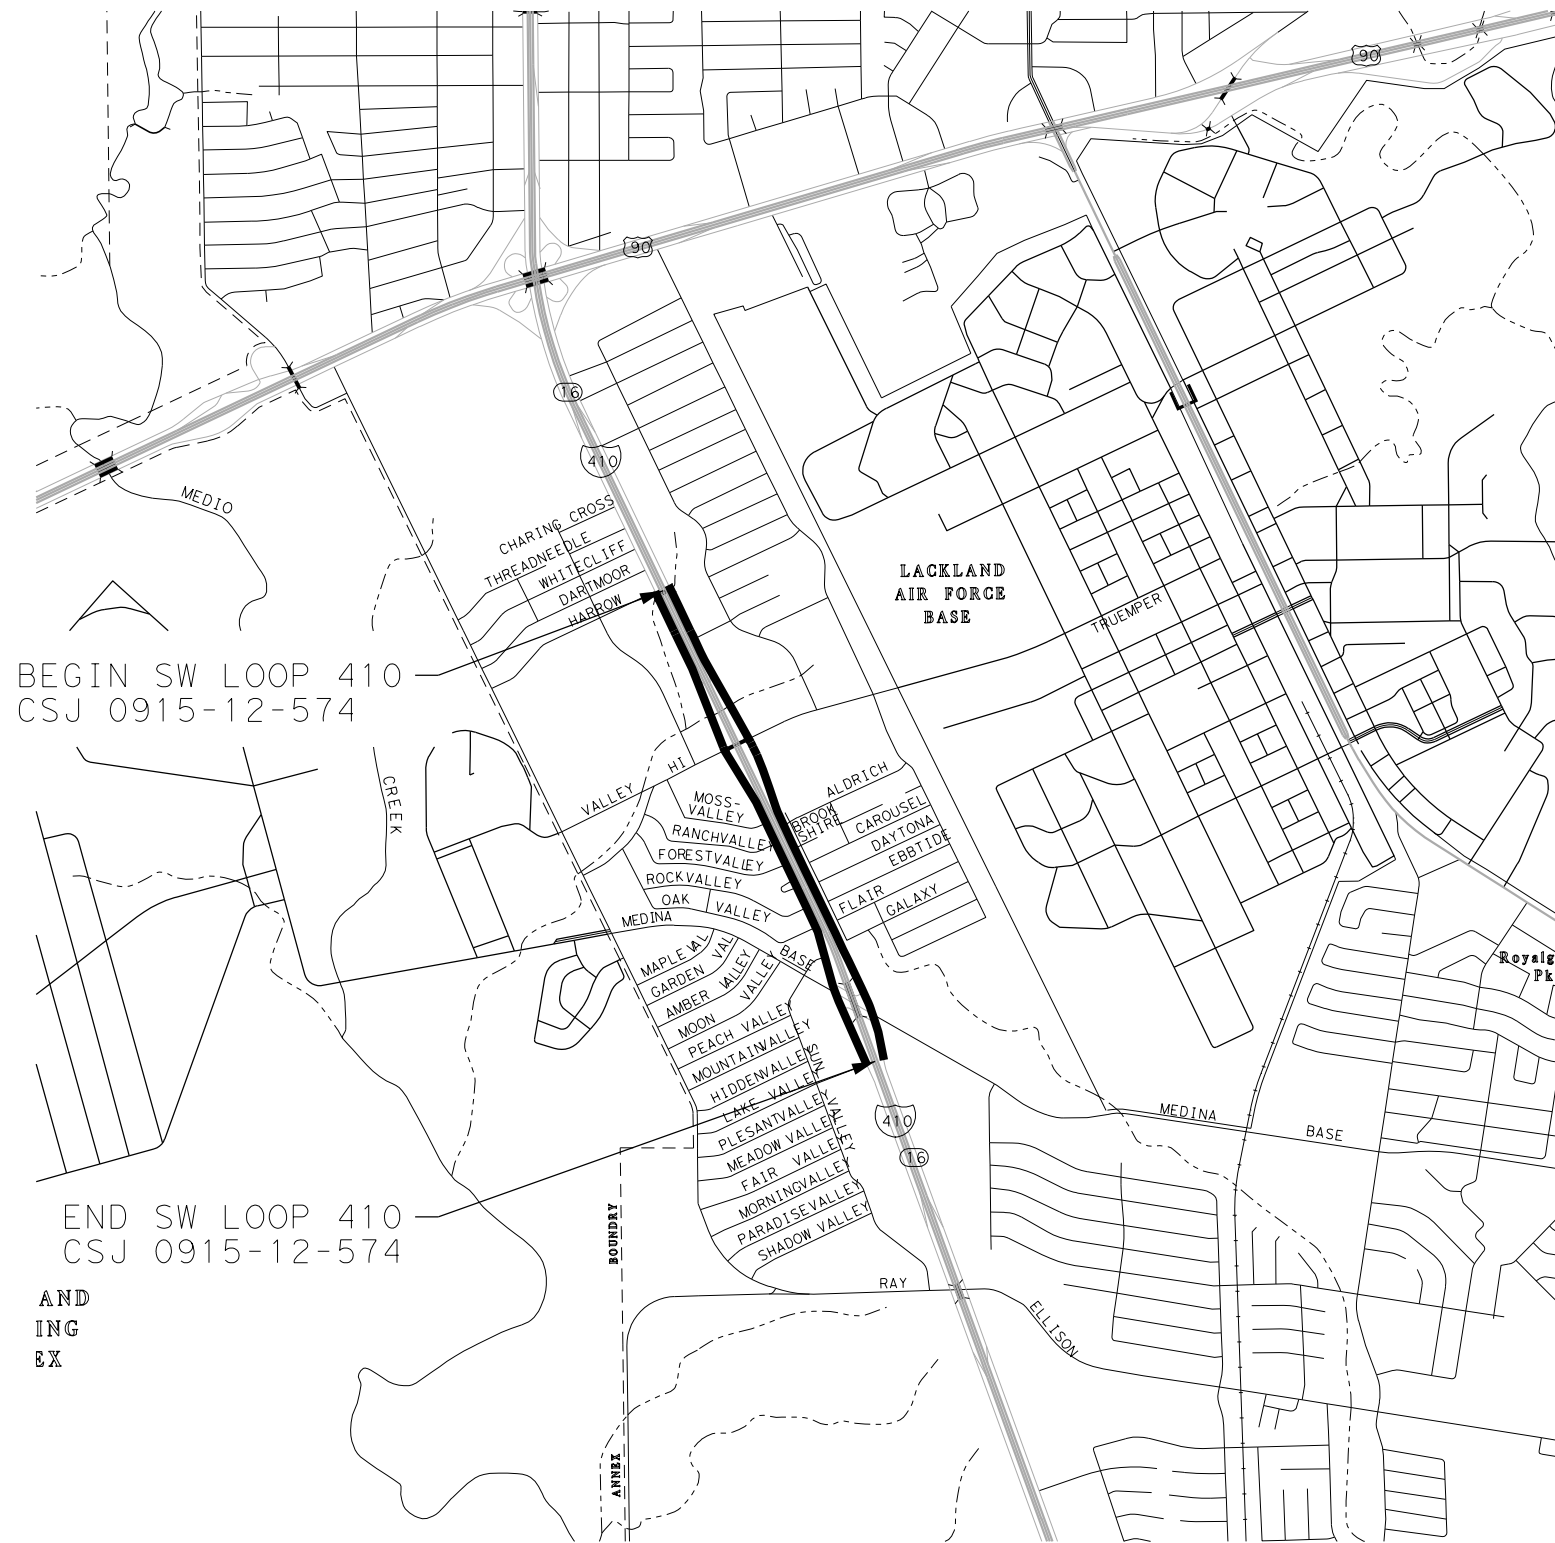 90
90
16
410
MEDIO
CHARING CROSS
THREADNEEDLE
WHITECLIFF
DARTMOOR
HARROW
LACKLAND
AIR FORCE
BASE
TRUEMPER
BEGIN SW LOOP 410
CSJ 0915-12-574
CREEK
VALLEY HI
MOSS-
VALLEY
RANCHVALLEY
FORESTVALLEY
ROCKVALLEY
OAK VALLEY
MEDINA
BASE
ALDRICH
BROOK
SHIRE
CAROUSEL
DAYTONA
EBBTIDE
FLAIR
GALAXY
Royalg
Pk
MAPLE VAL
GARDEN VAL
AMBER VALLEY
MOON VALLEY
PEACH VALLEY
MOUNTAINVALLEY
HIDDENVALLEY
LAKE VALLEY
PLESANTVALLEY
MEADOW VALLEY
FAIR VALLEY
MORNINGVALLEY
PARADISEVALLEY
SHADOW VALLEY
SUN VALLEY
410
16
MEDINA BASE
END SW LOOP 410
CSJ 0915-12-574
BOUNDRY
ANNEX
AND
ING
EX
RAY
ELLISON